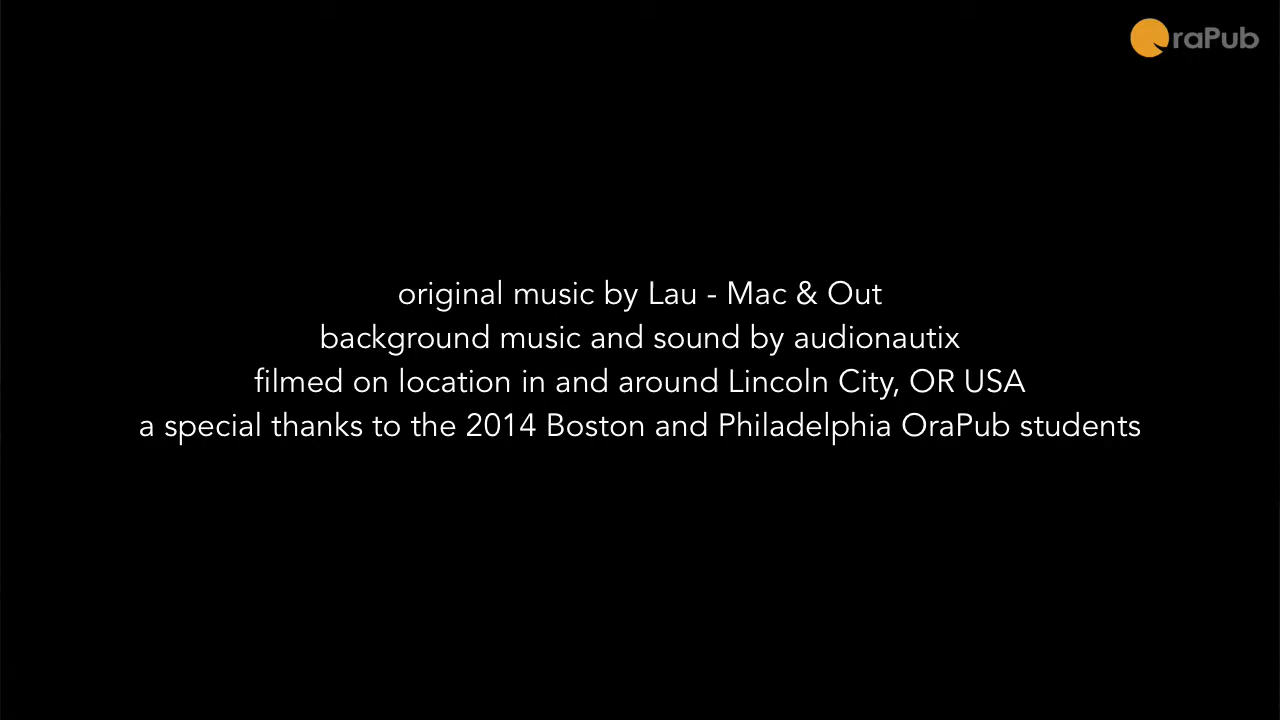 OraPub
original music by Lau - Mac & Out
background music and sound by audionautix
filmed on location in and around Lincoln City, OR USA
a special thanks to the 2014 Boston and Philadelphia OraPub students